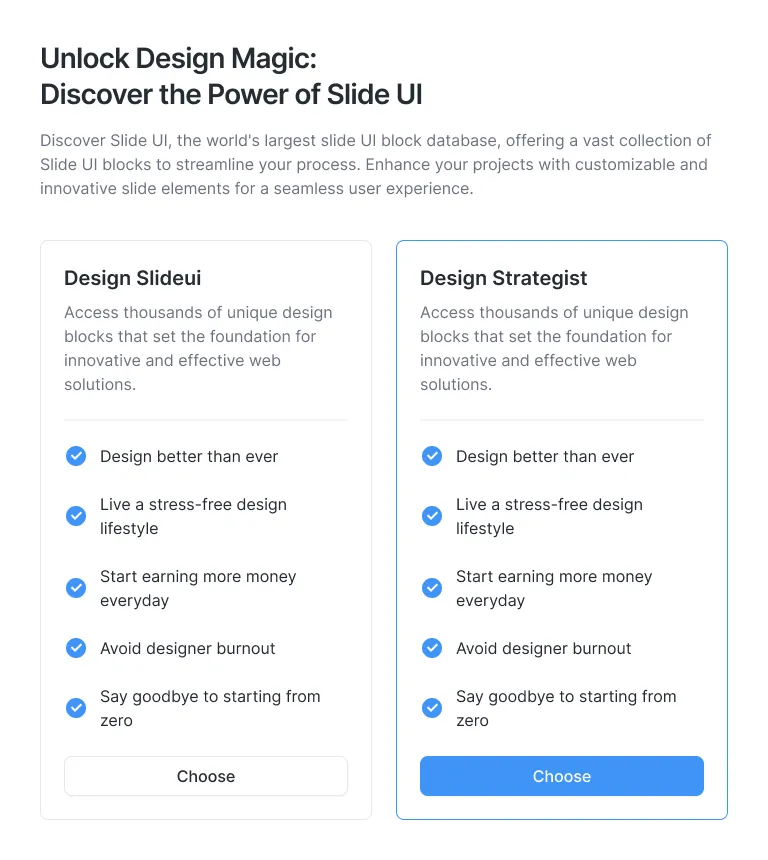 Unlock Design Magic:
Discover the Power of Slide UI
Discover Slide UI, the world's largest slide UI block database, offering a vast collection of
Slide UI blocks to streamline your process. Enhance your projects with customizable and
innovative slide elements for a seamless user experience.
Design Slideui
Access thousands of unique design
blocks that set the foundation for
innovative and effective web
solutions.
Design better than ever
Live a stress-free design
lifestyle
Start earning more money
everyday
Avoid designer burnout
Say goodbye to starting from
zero
Choose
Design Strategist
Access thousands of unique design
blocks that set the foundation for
innovative and effective web
solutions.
Design better than ever
Live a stress-free design
lifestyle
Start earning more money
everyday
Avoid designer burnout
Say goodbye to starting from
zero
Choose